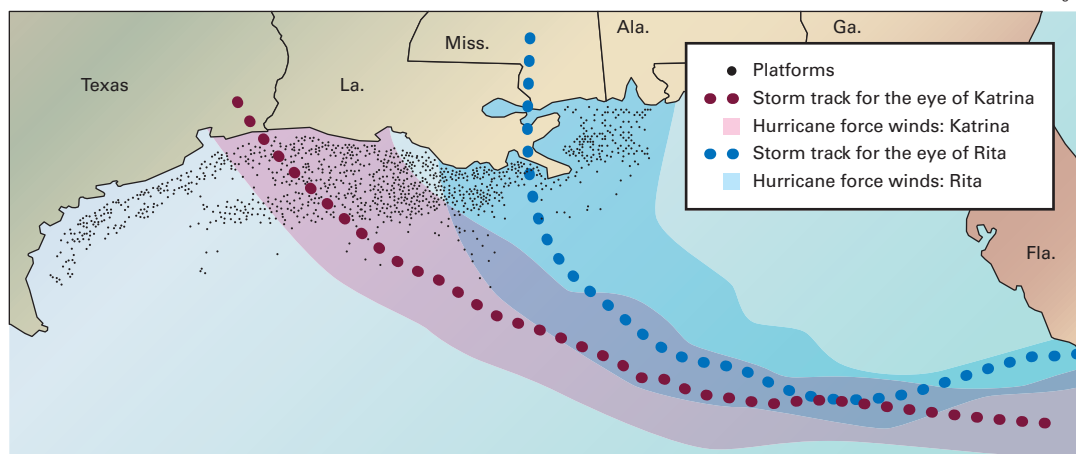 Texas
La.
Miss.
Ala.
Ga.
Fla.
Platforms
Storm track for the eye of Katrina
Hurricane force winds: Katrina
Storm track for the eye of Rita
Hurricane force winds: Rita